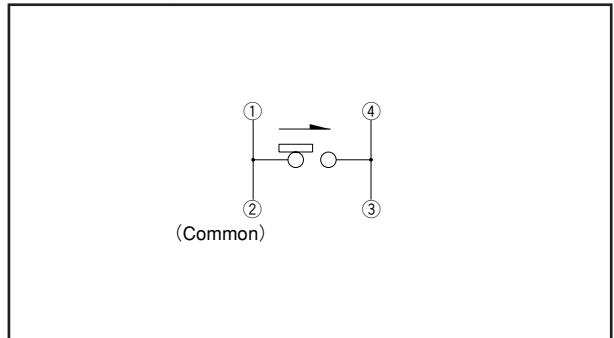 ① ④
② ③
（Common）